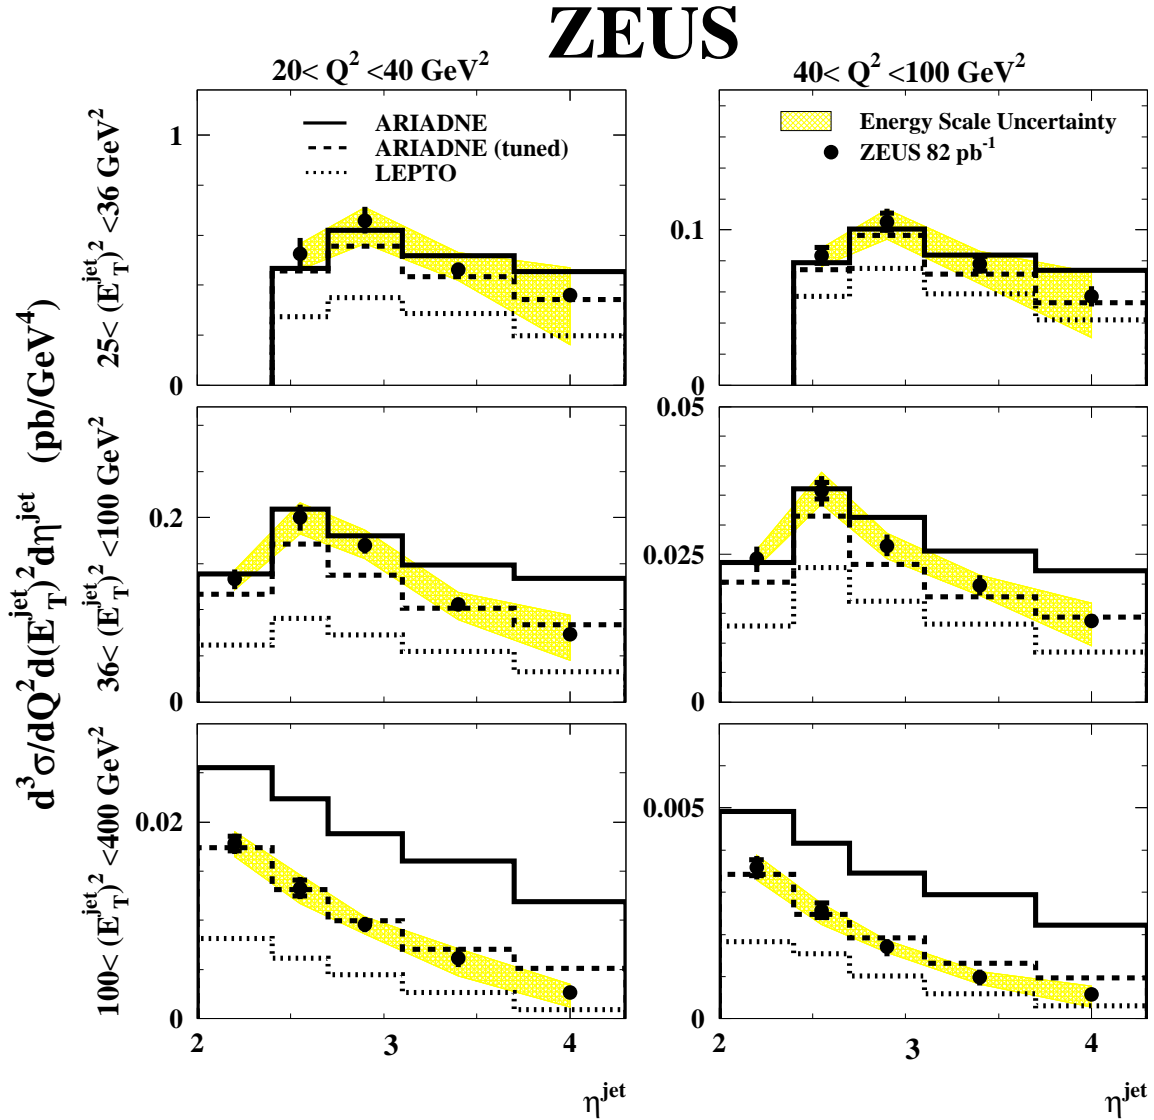 ZEUS
20< Q² <40 GeV²
40< Q² <100 GeV²
d³σ/dQ²d(E_T^jet)²dη^jet (pb/GeV⁴)
25< (E_T^jet)² <36 GeV²
1
0
ARIADNE
ARIADNE (tuned)
LEPTO
0.1
0
Energy Scale Uncertainty
ZEUS 82 pb⁻¹
36< (E_T^jet)² <100 GeV²
0.2
0
0.05
0.025
0
100< (E_T^jet)² <400 GeV²
0.02
0
0.005
0
2
3
4
2
3
4
η^jet
η^jet